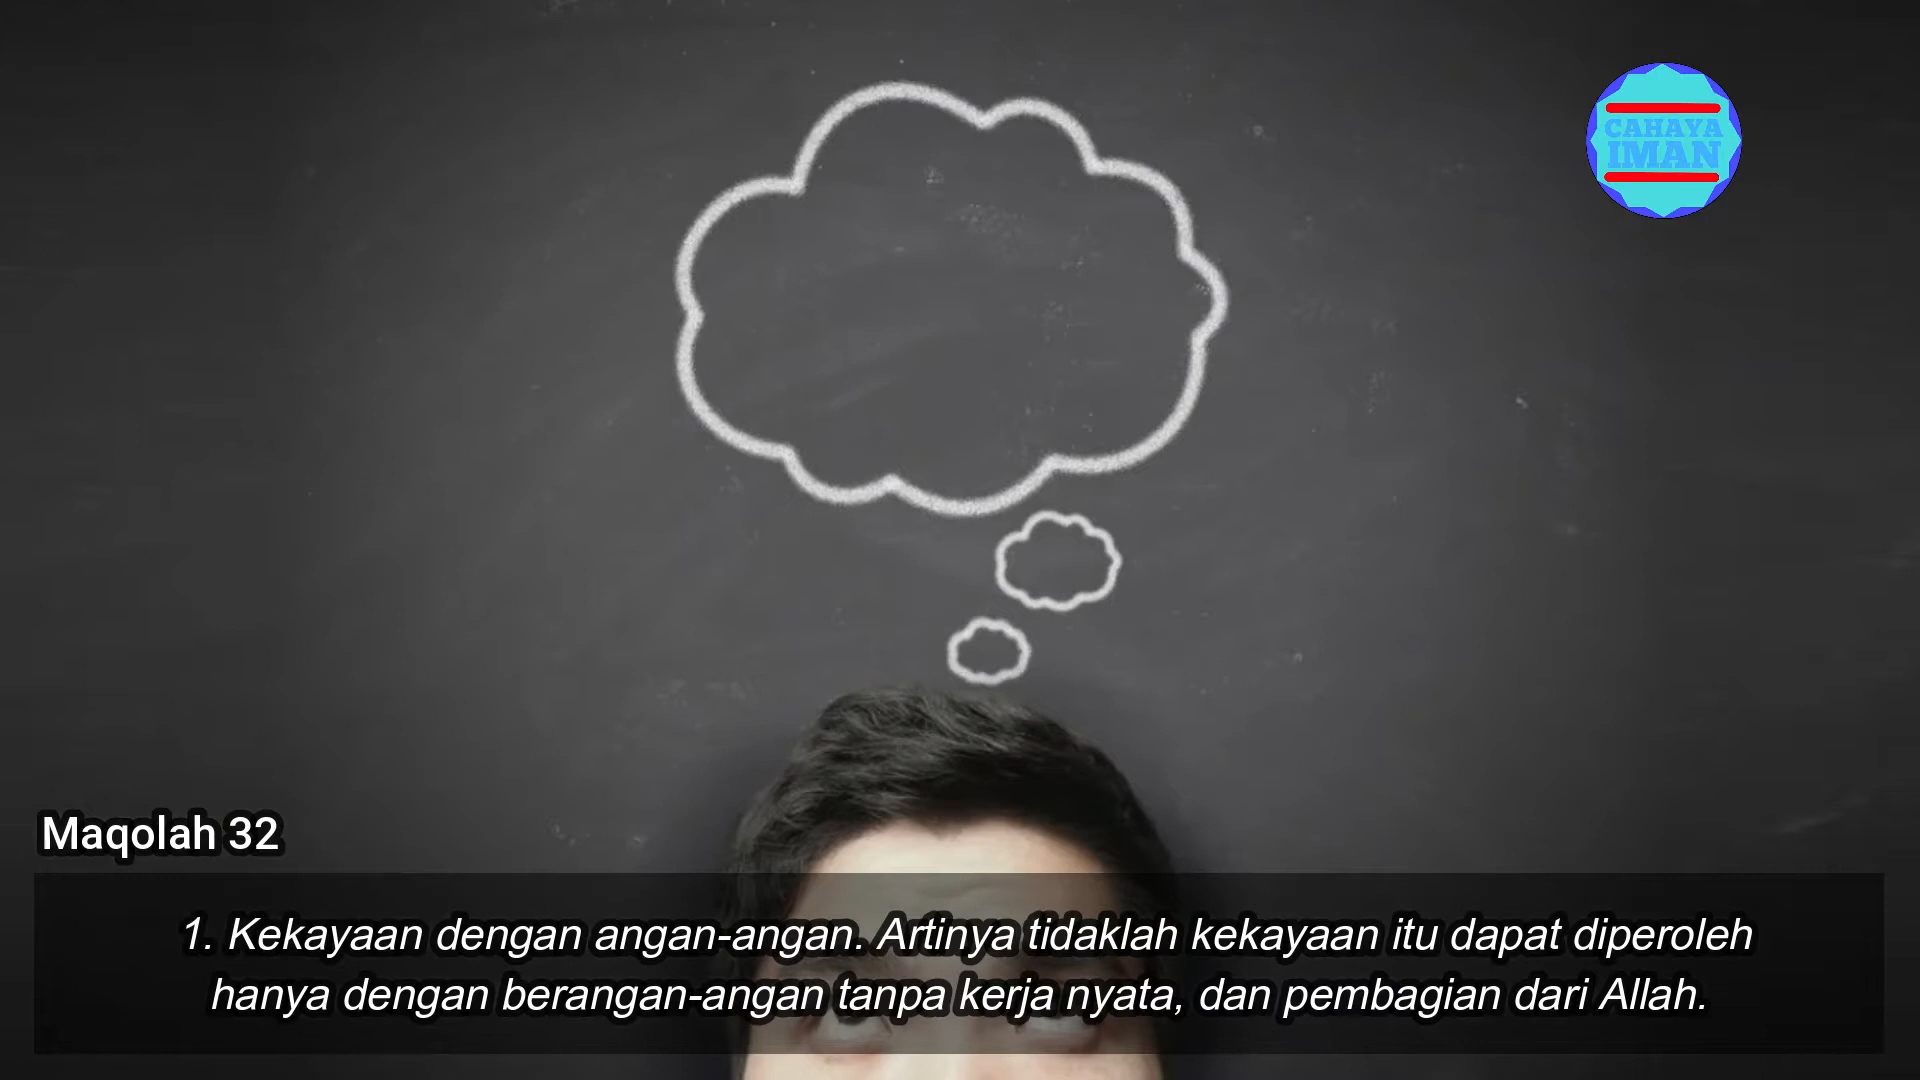 CAHAYA
IMAN
Maqolah 32
1. Kekayaan dengan angan-angan. Artinya tidaklah kekayaan itu dapat diperoleh
hanya dengan berangan-angan tanpa kerja nyata, dan pembagian dari Allah.